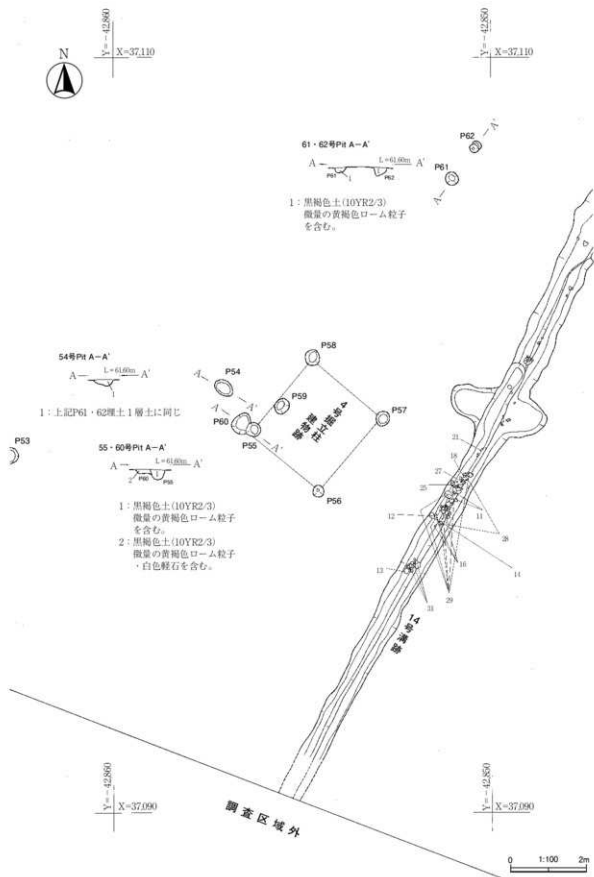 Y=-42,860
X=37,110
Y=-42,850
X=37,110
N
61・62号Pit A-A'
A L=61.60m A'
P61 1 P62
1：黒褐色土(10YR2/3)
微量の黄褐色ローム粒子
を含む。
P62
A'
P61
A
54号Pit A-A'
A L=61.60m A'
1
1：上記P61・62埋土1層土に同じ
P53
55・60号Pit A-A'
A L=61.60m A'
2 P60 1 P55
1：黒褐色土(10YR2/3)
微量の黄褐色ローム粒子
を含む。
2：黒褐色土(10YR2/3)
微量の黄褐色ローム粒子
・白色軽石を含む。
P58
P54
A
A'
P59
A
P60
P55
A'
P57
P56
4号掘立柱
建物跡
21
18
27
25
12
11
28
16
14
29
13
31
14号溝跡
調査区域外
Y=-42,860
X=37,090
Y=-42,850
X=37,090
0 1:100 2m